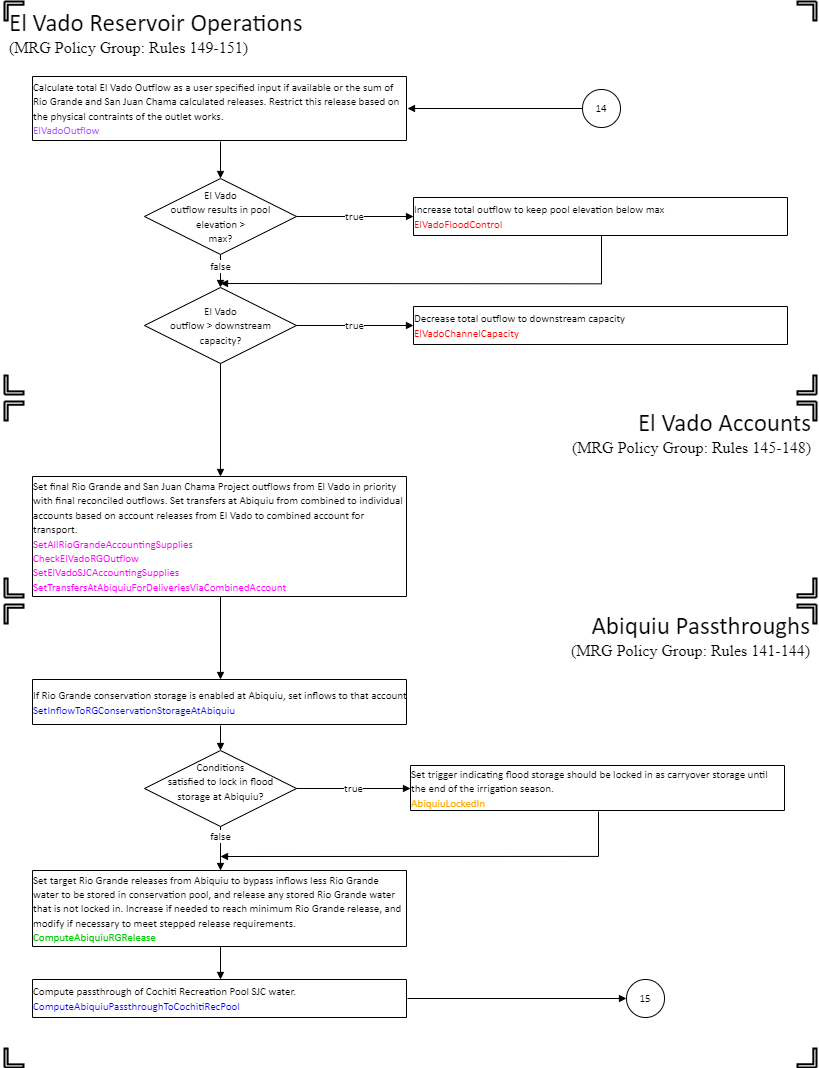 El Vado Reservoir Operations
(MRG Policy Group: Rules 149-151)
Calculate total El Vado Outflow as a user specified input if available or the sum of
Rio Grande and San Juan Chama calculated releases. Restrict this release based on
the physical contraints of the outlet works.
ElVadoOutflow
14
El Vado
outflow results in pool
elevation >
max?
true
Increase total outflow to keep pool elevation below max
ElVadoFloodControl
false
El Vado
outflow > downstream
capacity?
true
Decrease total outflow to downstream capacity
ElVadoChannelCapacity
El Vado Accounts
(MRG Policy Group: Rules 145-148)
Set final Rio Grande and San Juan Chama Project outflows from El Vado in priority
with final reconciled outflows. Set transfers at Abiquiu from combined to individual
accounts based on account releases from El Vado to combined account for
transport.
SetAllRioGrandeAccountingSupplies
CheckElVadoRGOutflow
SetElVadoSJCAccountingSupplies
SetTransfersAtAbiquiuForDeliveriesViaCombinedAccount
Abiquiu Passthroughs
(MRG Policy Group: Rules 141-144)
If Rio Grande conservation storage is enabled at Abiquiu, set inflows to that account
SetInflowToRGConservationStorageAtAbiquiu
Conditions
satisfied to lock in flood
storage at Abiquiu?
true
Set trigger indicating flood storage should be locked in as carryover storage until
the end of the irrigation season.
AbiquiuLockedIn
false
Set target Rio Grande releases from Abiquiu to bypass inflows less Rio Grande
water to be stored in conservation pool, and release any stored Rio Grande water
that is not locked in. Increase if needed to reach minimum Rio Grande release, and
modify if necessary to meet stepped release requirements.
ComputeAbiquiuRGRelease
Compute passthrough of Cochiti Recreation Pool SJC water.
ComputeAbiquiuPassthroughToCochitiRecPool
15